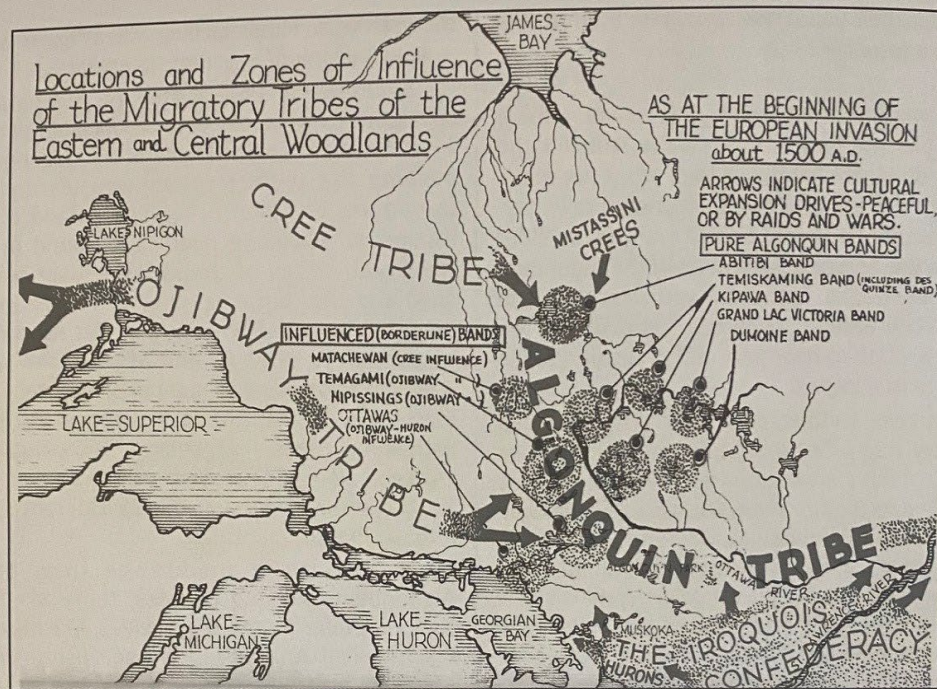 JAMES
BAY
Locations and Zones of Influence
of the Migratory Tribes of the
Eastern and Central Woodlands
AS AT THE BEGINNING OF
THE EUROPEAN INVASION
about 1500 A.D.
ARROWS INDICATE CULTURAL
EXPANSION DRIVES-PEACEFUL,
OR BY RAIDS AND WARS.
PURE ALGONQUIN BANDS
ABITIBI BAND
TEMISKAMING BAND (INCLUDING DES
QUINZE BAND)
KIPAWA BAND
GRAND LAC VICTORIA BAND
DUMOINE BAND
CREE TRIBE
MISTASSINI
CREES
LAKE NIPIGON
OJIBWAY TRIBE
INFLUENCED (BORDERLINE) BANDS
MATACHEWAN (CREE INFLUENCE)
TEMAGAMI (OJIBWAY " )
NIPISSINGS (OJIBWAY " )
OTTAWAS
(OJIBWAY-HURON
INFLUENCE)
LAKE SUPERIOR
ALGONQUIN TRIBE
PARK
OTTAWA
RIVER
LAKE
MICHIGAN
LAKE
HURON
GEORGIAN
BAY
MUSKOKA
THE
HURONS
IROQUOIS
CONFEDERACY
RIVER